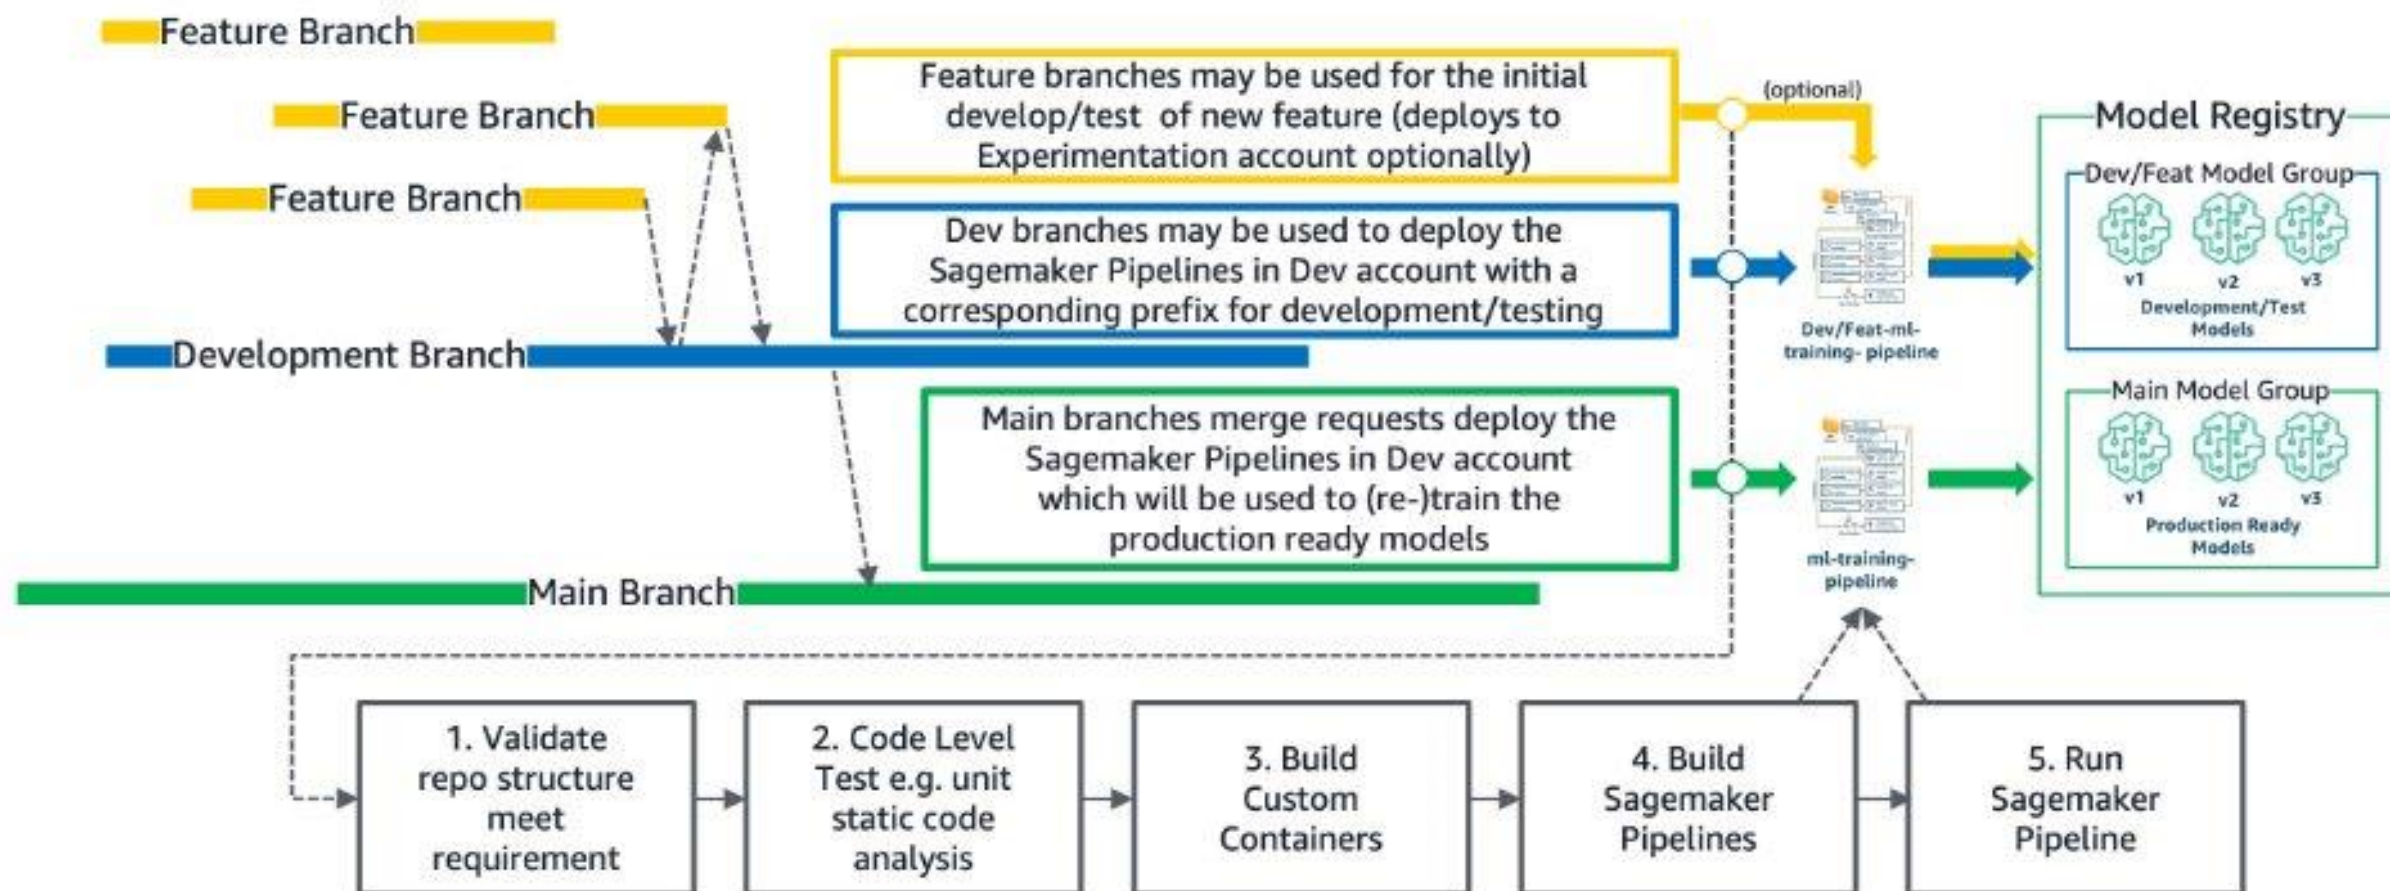 Feature Branch
Feature Branch
Feature Branch
Development Branch
Main Branch
Feature branches may be used for the initial
develop/test of new feature (deploys to
Experimentation account optionally)
Dev branches may be used to deploy the
Sagemaker Pipelines in Dev account with a
corresponding prefix for development/testing
Main branches merge requests deploy the
Sagemaker Pipelines in Dev account
which will be used to (re-)train the
production ready models
(optional)
Dev/Feat-ml-
training- pipeline
ml-training-
pipeline
Model Registry
Dev/Feat Model Group
v1
v2
v3
Development/Test
Models
Main Model Group
v1
v2
v3
Production Ready
Models
1. Validate
repo structure
meet
requirement
2. Code Level
Test e.g. unit
static code
analysis
3. Build
Custom
Containers
4. Build
Sagemaker
Pipelines
5. Run
Sagemaker
Pipeline